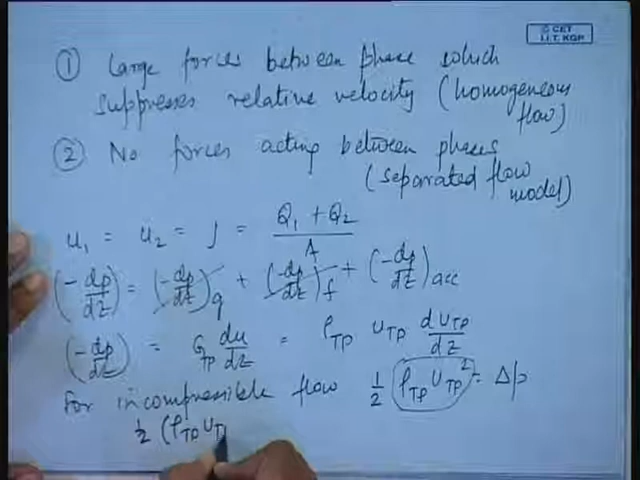 © CET
I.I.T. KGP
① Large forces between phase which
suppresses relative velocity (homogeneous
flow)
② No forces acting between phases
(separated flow
model)
u₁ = u₂ = j = (Q₁ + Q₂) / A
(-dp/dz) = (-dp/dz)g + (-dp/dz)f + (-dp/dz)acc
(-dp/dz) = G_TP du/dz = ρ_TP u_TP du_TP/dz
For incompressible flow ½ ρ_TP u_TP² = Δp
½ (ρ_TP u_T